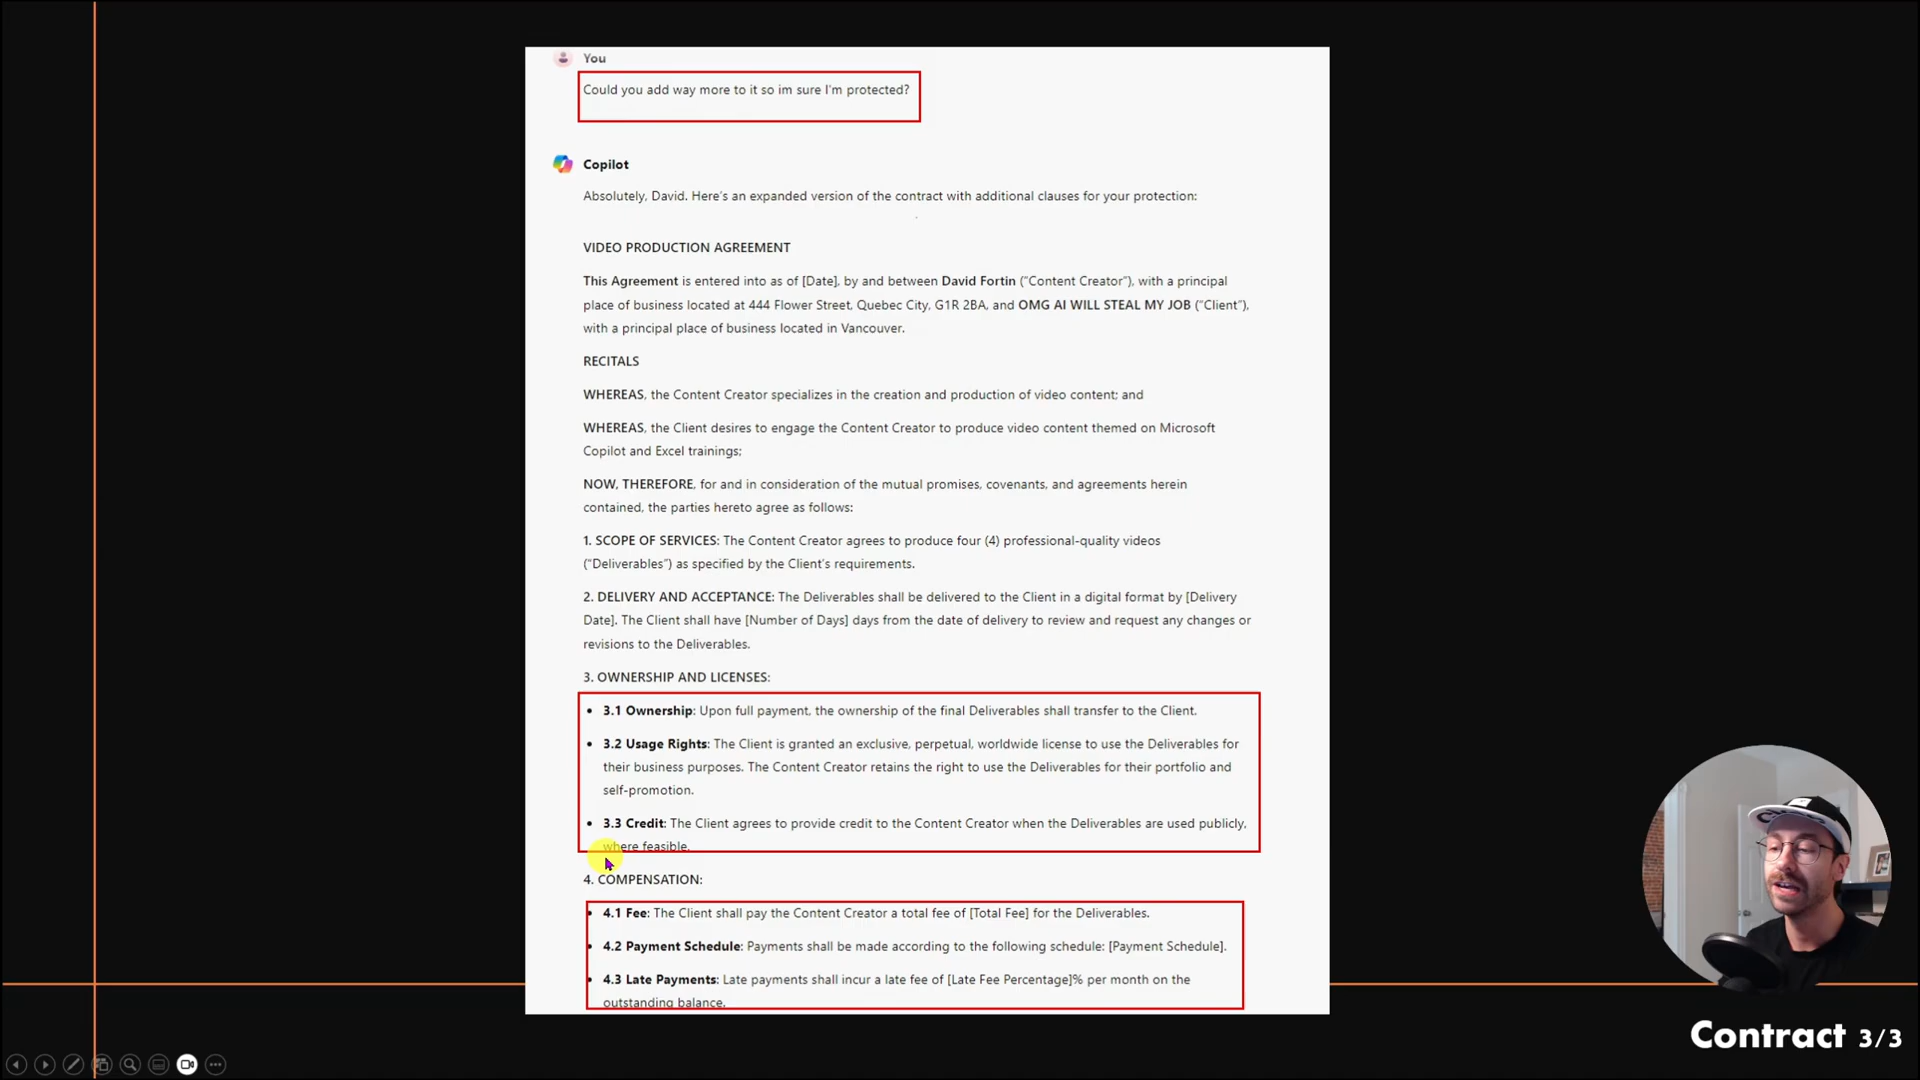 You
Could you add way more to it so im sure I'm protected?
Copilot
Absolutely, David. Here's an expanded version of the contract with additional clauses for your protection:
VIDEO PRODUCTION AGREEMENT
This Agreement is entered into as of [Date], by and between David Fortin ("Content Creator"), with a principal
place of business located at 444 Flower Street, Quebec City, G1R 2BA, and OMG AI WILL STEAL MY JOB ("Client"),
with a principal place of business located in Vancouver.
RECITALS
WHEREAS, the Content Creator specializes in the creation and production of video content; and
WHEREAS, the Client desires to engage the Content Creator to produce video content themed on Microsoft
Copilot and Excel trainings;
NOW, THEREFORE, for and in consideration of the mutual promises, covenants, and agreements herein
contained, the parties hereto agree as follows:
1. SCOPE OF SERVICES: The Content Creator agrees to produce four (4) professional-quality videos
("Deliverables") as specified by the Client's requirements.
2. DELIVERY AND ACCEPTANCE: The Deliverables shall be delivered to the Client in a digital format by [Delivery
Date]. The Client shall have [Number of Days] days from the date of delivery to review and request any changes or
revisions to the Deliverables.
3. OWNERSHIP AND LICENSES:
• 3.1 Ownership: Upon full payment, the ownership of the final Deliverables shall transfer to the Client.
• 3.2 Usage Rights: The Client is granted an exclusive, perpetual, worldwide license to use the Deliverables for
their business purposes. The Content Creator retains the right to use the Deliverables for their portfolio and
self-promotion.
• 3.3 Credit: The Client agrees to provide credit to the Content Creator when the Deliverables are used publicly,
where feasible.
4. COMPENSATION:
• 4.1 Fee: The Client shall pay the Content Creator a total fee of [Total Fee] for the Deliverables.
• 4.2 Payment Schedule: Payments shall be made according to the following schedule: [Payment Schedule].
• 4.3 Late Payments: Late payments shall incur a late fee of [Late Fee Percentage]% per month on the
outstanding balance.
Contract 3/3